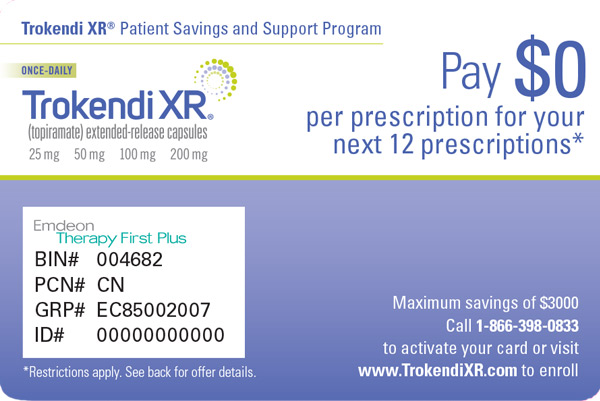 Trokendi XR® Patient Savings and Support Program
ONCE-DAILY
Trokendi XR®
(topiramate) extended-release capsules
25 mg 50 mg 100 mg 200 mg
Pay $0
per prescription for your
next 12 prescriptions*
Emdeon
Therapy First Plus
BIN# 004682
PCN# CN
GRP# EC85002007
ID# 00000000000
*Restrictions apply. See back for offer details.
Maximum savings of $3000
Call 1-866-398-0833
to activate your card or visit
www.TrokendiXR.com to enroll